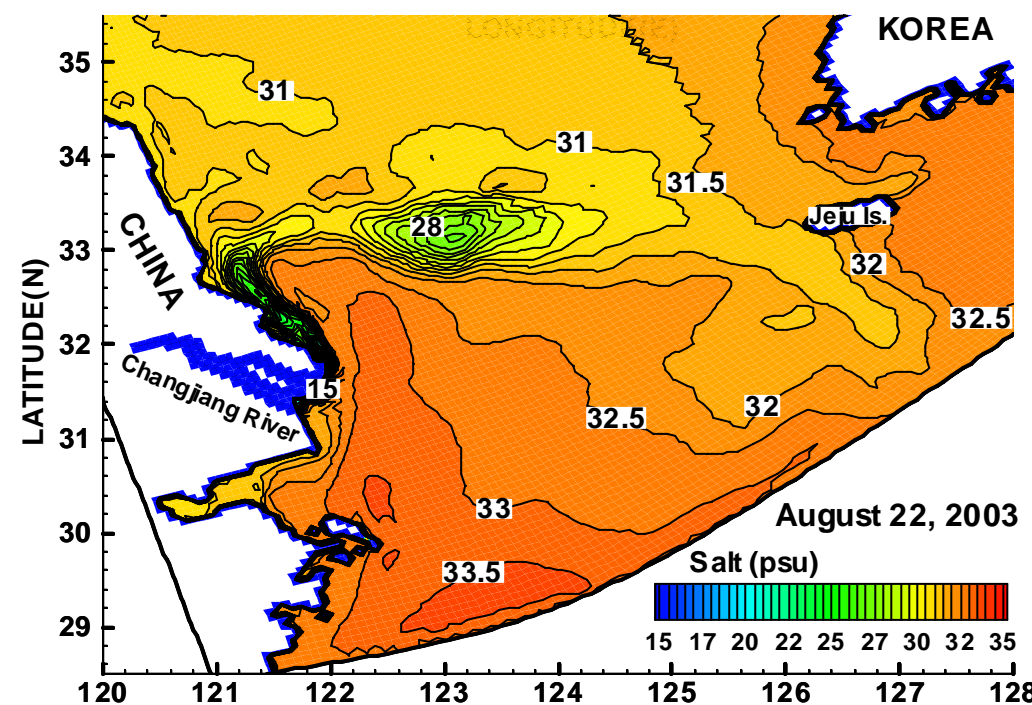 LONGITUDE(E)
KOREA
35
31
34
31
31.5
Jeju Is.
28
33
CHINA
32
LATITUDE(N)
32.5
32
Changjiang River
15
32
32.5
31
33
30
August 22, 2003
33.5
Salt (psu)
29
15 17 20 22 25 27 30 32 35
120 121 122 123 124 125 126 127 128